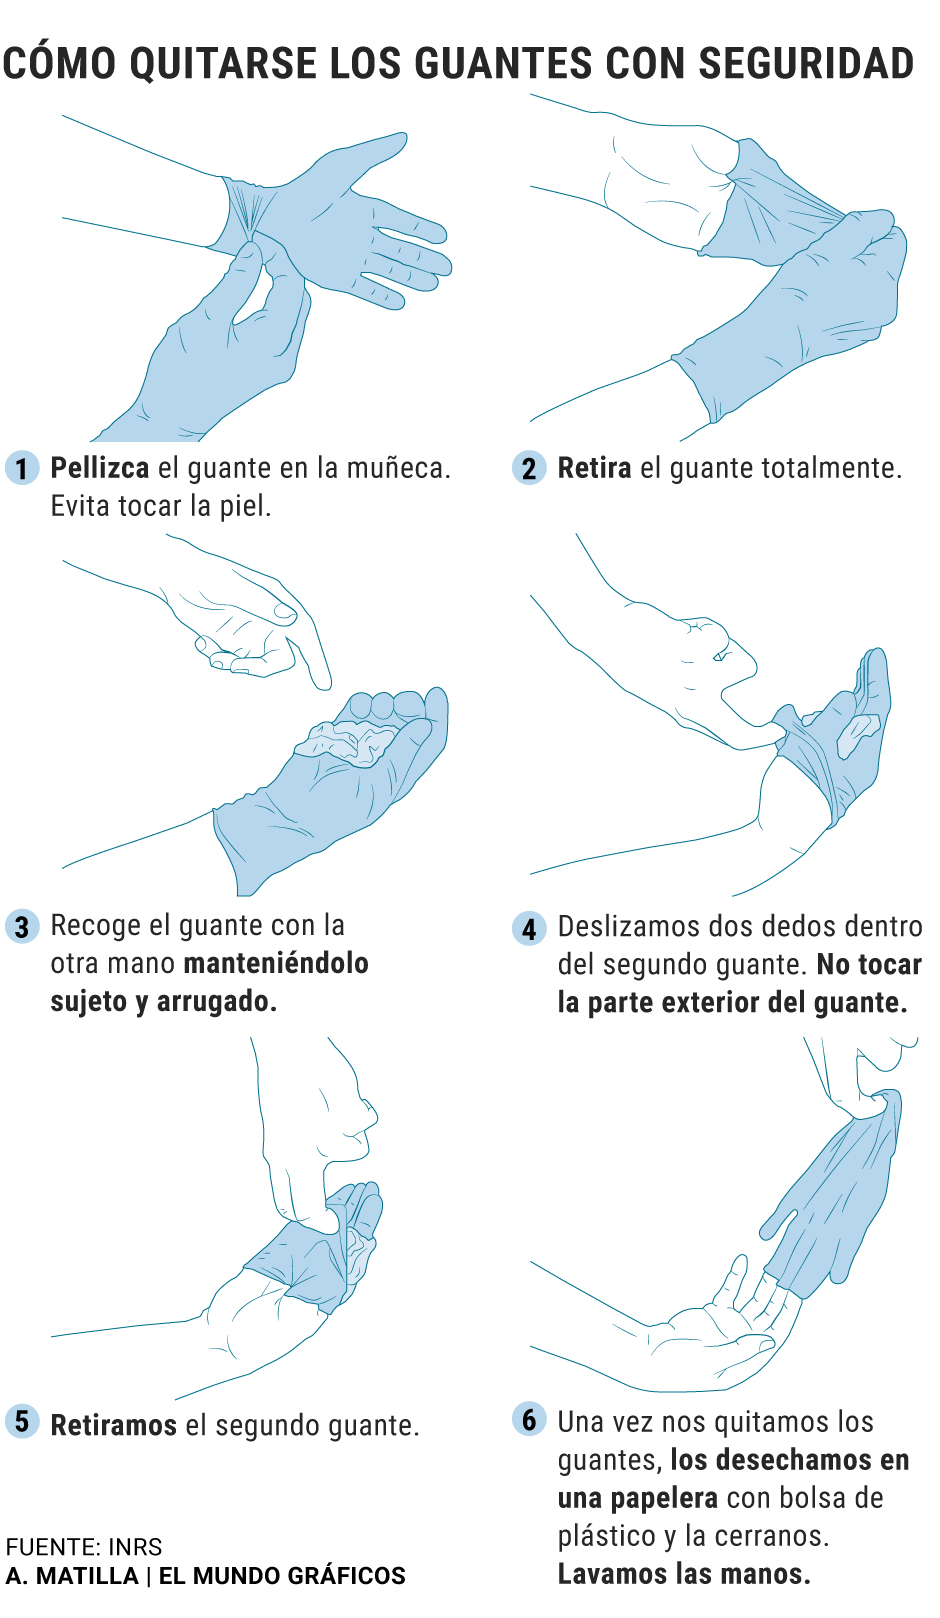 CÓMO QUITARSE LOS GUANTES CON SEGURIDAD
1 Pellizca el guante en la muñeca.
Evita tocar la piel.
2 Retira el guante totalmente.
3 Recoge el guante con la
otra mano manteniéndolo
sujeto y arrugado.
4 Deslizamos dos dedos dentro
del segundo guante. No tocar
la parte exterior del guante.
5 Retiramos el segundo guante.
6 Una vez nos quitamos los
guantes, los desechamos en
una papelera con bolsa de
plástico y la cerranos.
Lavamos las manos.
FUENTE: INRS
A. MATILLA | EL MUNDO GRÁFICOS